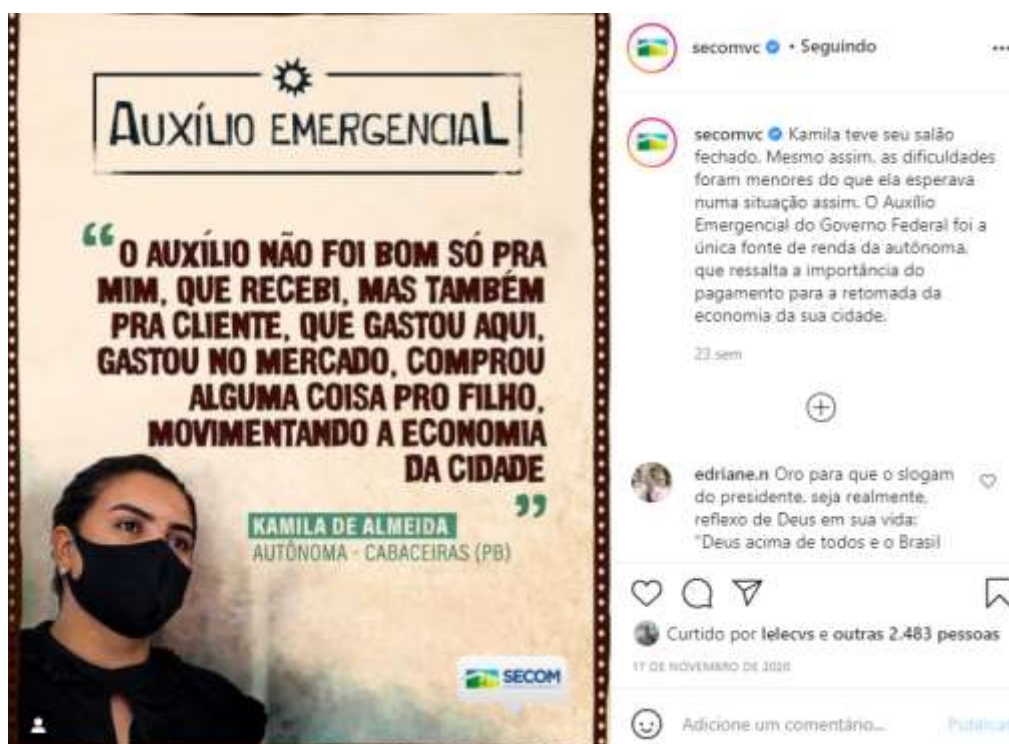 AUXÍLIO EMERGENCIAL
“O AUXÍLIO NÃO FOI BOM SÓ PRA
MIM, QUE RECEBI, MAS TAMBÉM
PRA CLIENTE, QUE GASTOU AQUI,
GASTOU NO MERCADO, COMPROU
ALGUMA COISA PRO FILHO,
MOVIMENTANDO A ECONOMIA
DA CIDADE
”
KAMILA DE ALMEIDA
AUTÔNOMA - CABACEIRAS (PB)
SECOM
secomvc • Seguindo
secomvc Kamila teve seu salão
fechado. Mesmo assim, as dificuldades
foram menores do que ela esperava
numa situação assim. O Auxílio
Emergencial do Governo Federal foi a
única fonte de renda da autônoma,
que ressalta a importância do
pagamento para a retomada da
economia da sua cidade.
23 sem
edriane.n Oro para que o slogam
do presidente, seja realmente,
reflexo de Deus em sua vida:
"Deus acima de todos e o Brasil
Curtido por lelecvs e outras 2.483 pessoas
17 DE NOVEMBRO DE 2020
Adicione um comentário...
Publicar